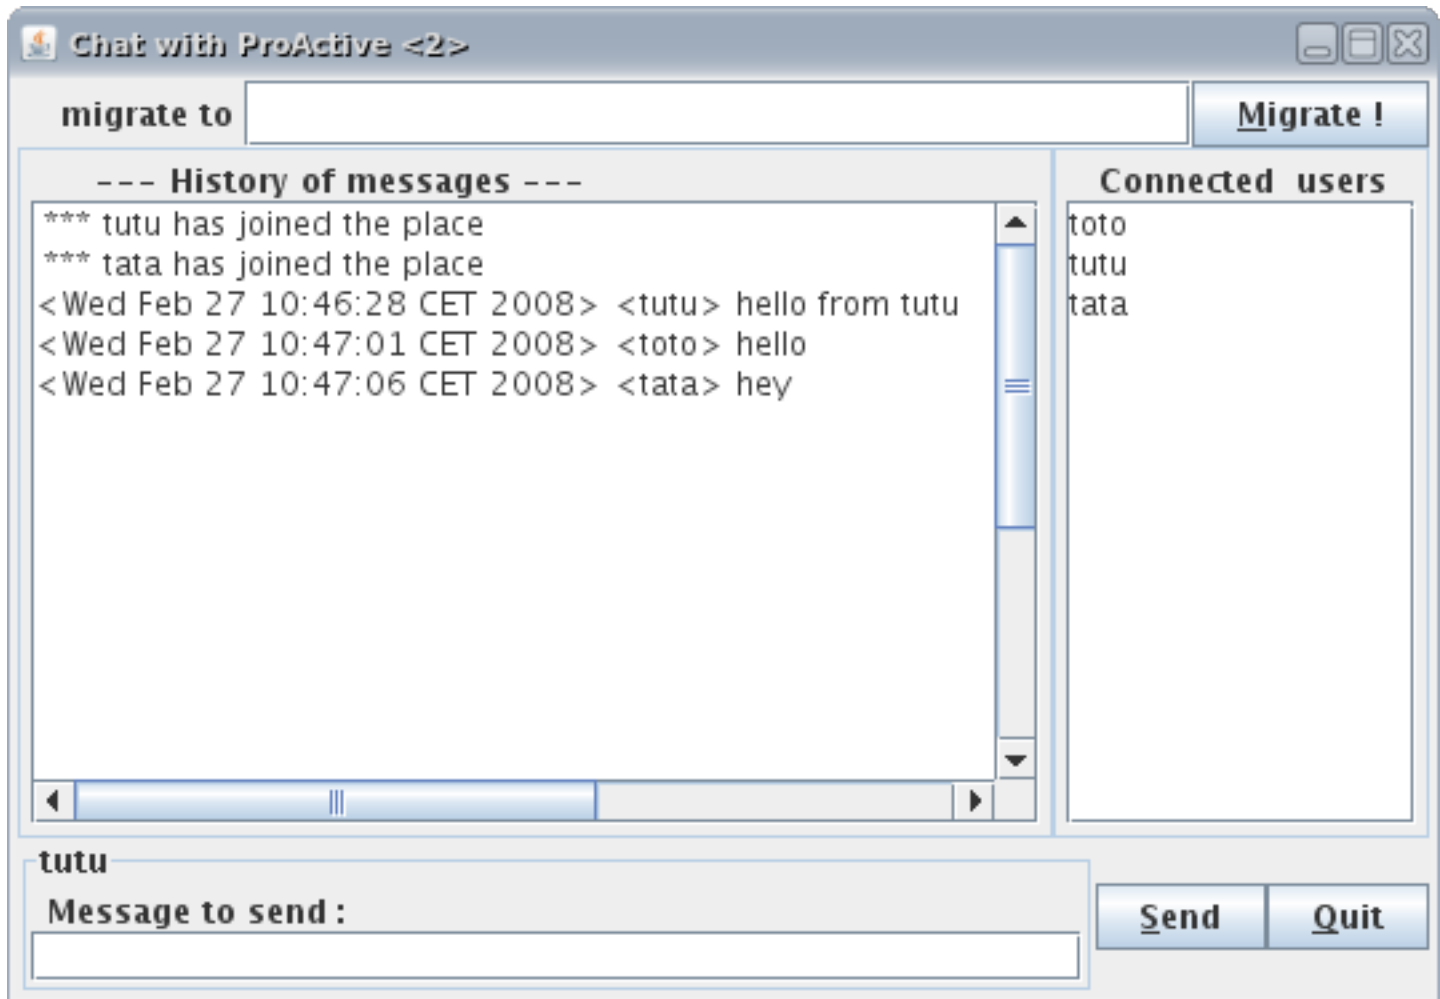 Chat with ProActive <2>
migrate to
Migrate !
--- History of messages ---
*** tutu has joined the place
*** tata has joined the place
<Wed Feb 27 10:46:28 CET 2008> <tutu> hello from tutu
<Wed Feb 27 10:47:01 CET 2008> <toto> hello
<Wed Feb 27 10:47:06 CET 2008> <tata> hey
Connected users
toto
tutu
tata
tutu
Message to send :
Send
Quit